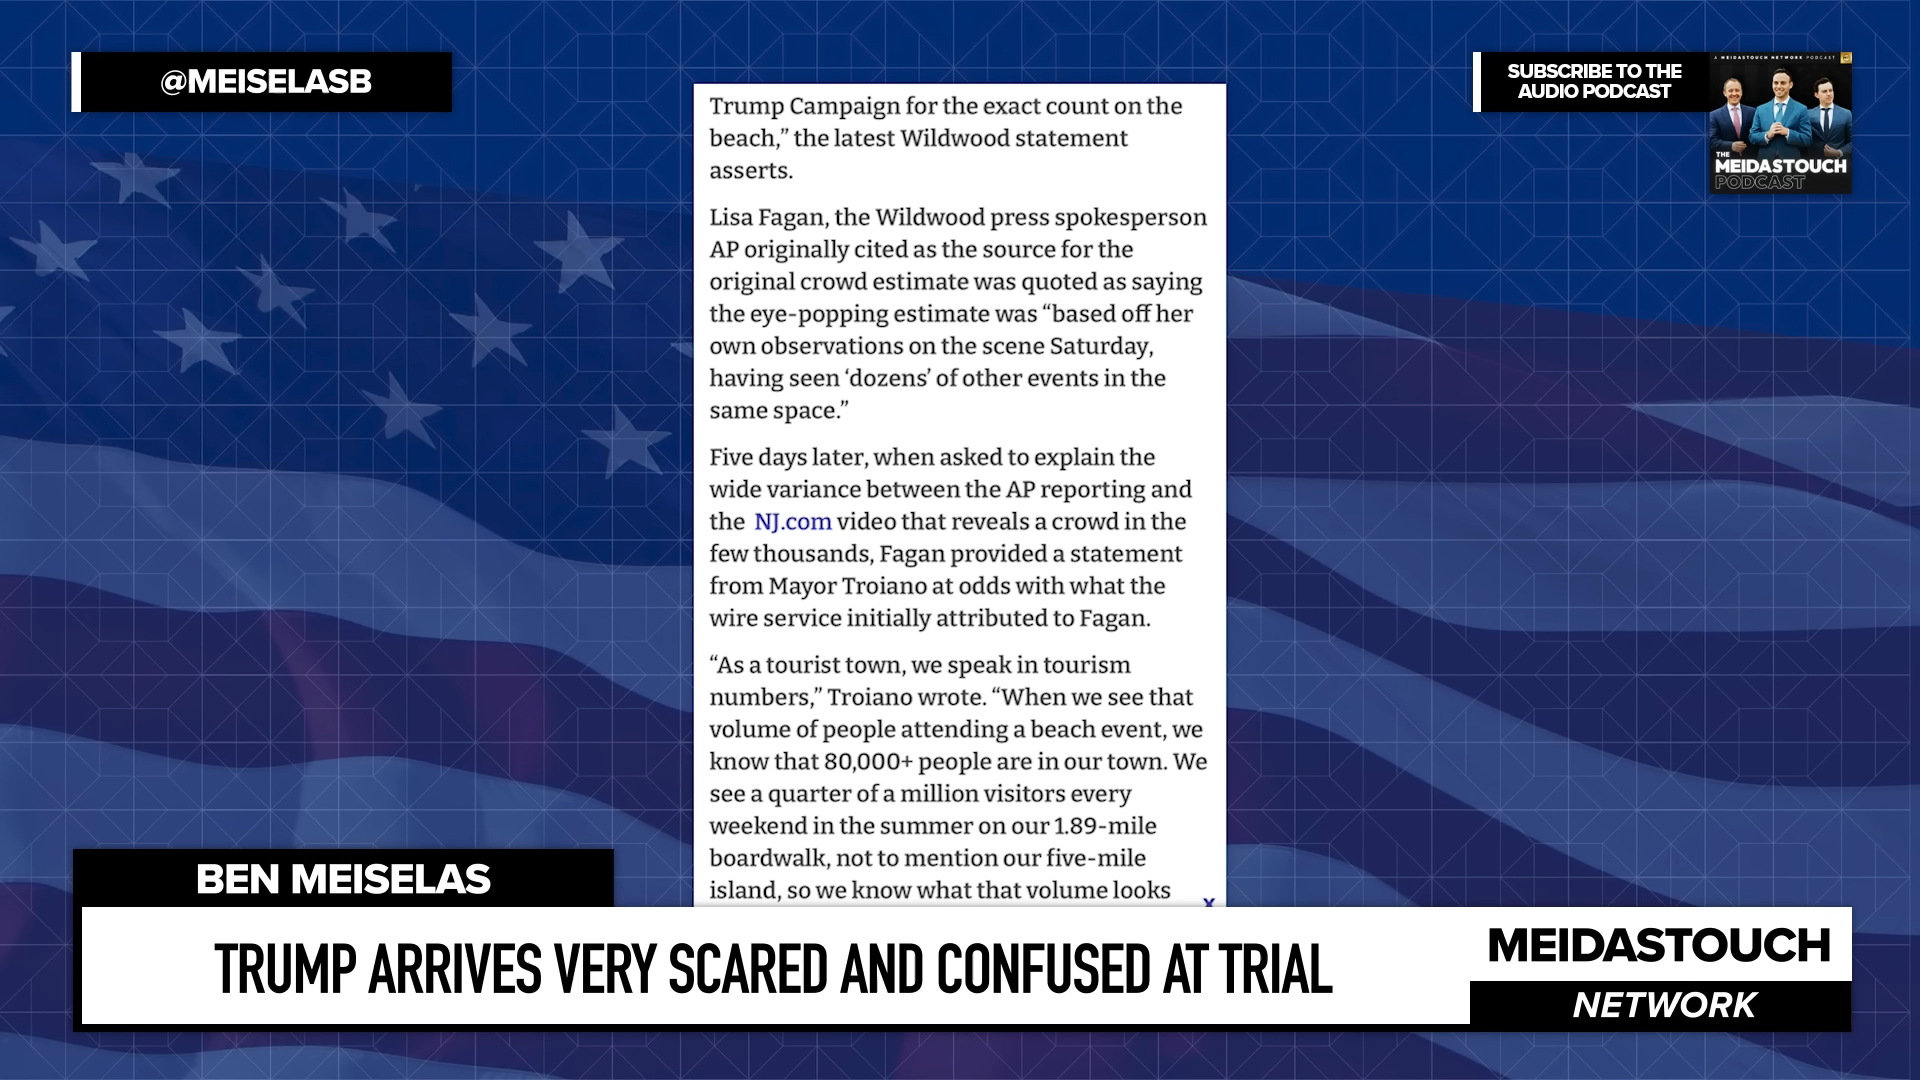 @MEISELASB
SUBSCRIBE TO THE
AUDIO PODCAST
A MEIDASTOUCH NETWORK PODCAST
THE
MEIDASTOUCH
PODCAST
Trump Campaign for the exact count on the
beach,” the latest Wildwood statement
asserts.
Lisa Fagan, the Wildwood press spokesperson
AP originally cited as the source for the
original crowd estimate was quoted as saying
the eye-popping estimate was “based off her
own observations on the scene Saturday,
having seen ‘dozens’ of other events in the
same space.”
Five days later, when asked to explain the
wide variance between the AP reporting and
the NJ.com video that reveals a crowd in the
few thousands, Fagan provided a statement
from Mayor Troiano at odds with what the
wire service initially attributed to Fagan.
“As a tourist town, we speak in tourism
numbers,” Troiano wrote. “When we see that
volume of people attending a beach event, we
know that 80,000+ people are in our town. We
see a quarter of a million visitors every
weekend in the summer on our 1.89-mile
boardwalk, not to mention our five-mile
island, so we know what that volume looks
x
BEN MEISELAS
TRUMP ARRIVES VERY SCARED AND CONFUSED AT TRIAL
MEIDASTOUCH
NETWORK